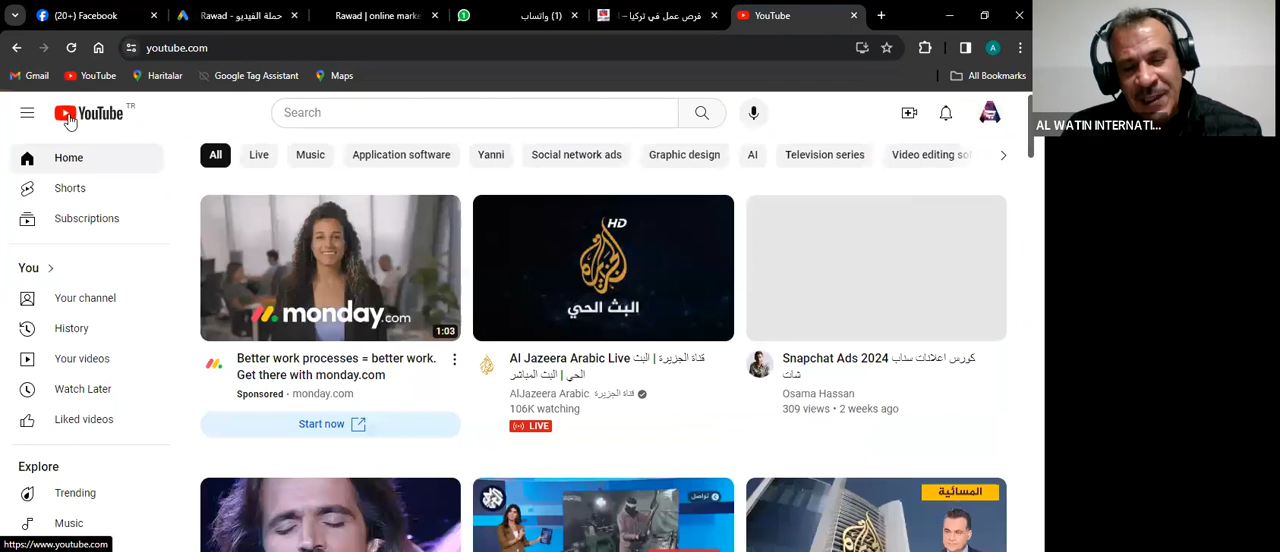 (20+) Facebook
Rawad - حملة الفيديو
Rawad | online marke
(1) واتساب
فرص عمل في تركيا – ا
YouTube
youtube.com
A
Gmail
YouTube
Haritalar
Google Tag Assistant
Maps
All Bookmarks
YouTube TR
Search
Home
Shorts
Subscriptions
You
Your channel
History
Your videos
Watch Later
Liked videos
Explore
Trending
Music
https://www.youtube.com
All
Live
Music
Application software
Yanni
Social network ads
Graphic design
AI
Television series
Video editing sof
monday.com
1:03
HD
البث الحي
Better work processes = better work.
Get there with monday.com
Sponsored • monday.com
Start now
Al Jazeera Arabic Live قناة الجزيرة | البث
الحي | البث المباشر
AlJazeera Arabic قناة الجزيرة
106K watching
LIVE
Snapchat Ads 2024 كورس اعلانات سناب
شات
Osama Hassan
309 views • 2 weeks ago
تواصل
المسائية
AL WATIN INTERNATI...